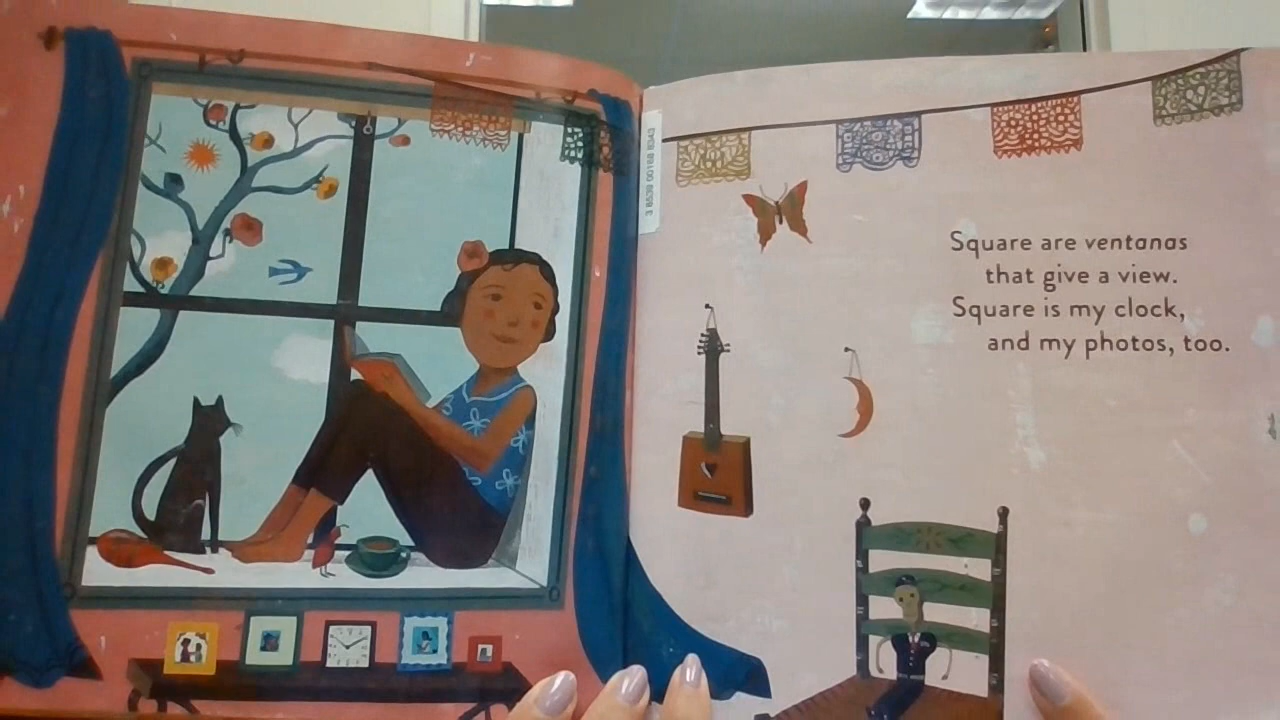 Square are ventanas
that give a view.
Square is my clock,
and my photos, too.